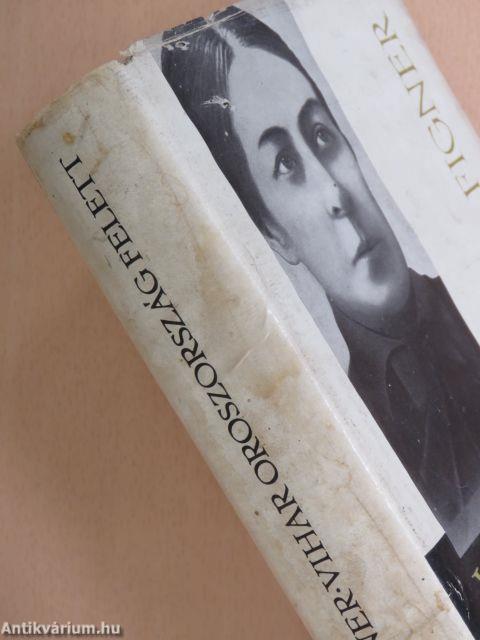 FIGNER
NER·VIHAR OROSZORSZÁG FELETT
Antikvárium.hu